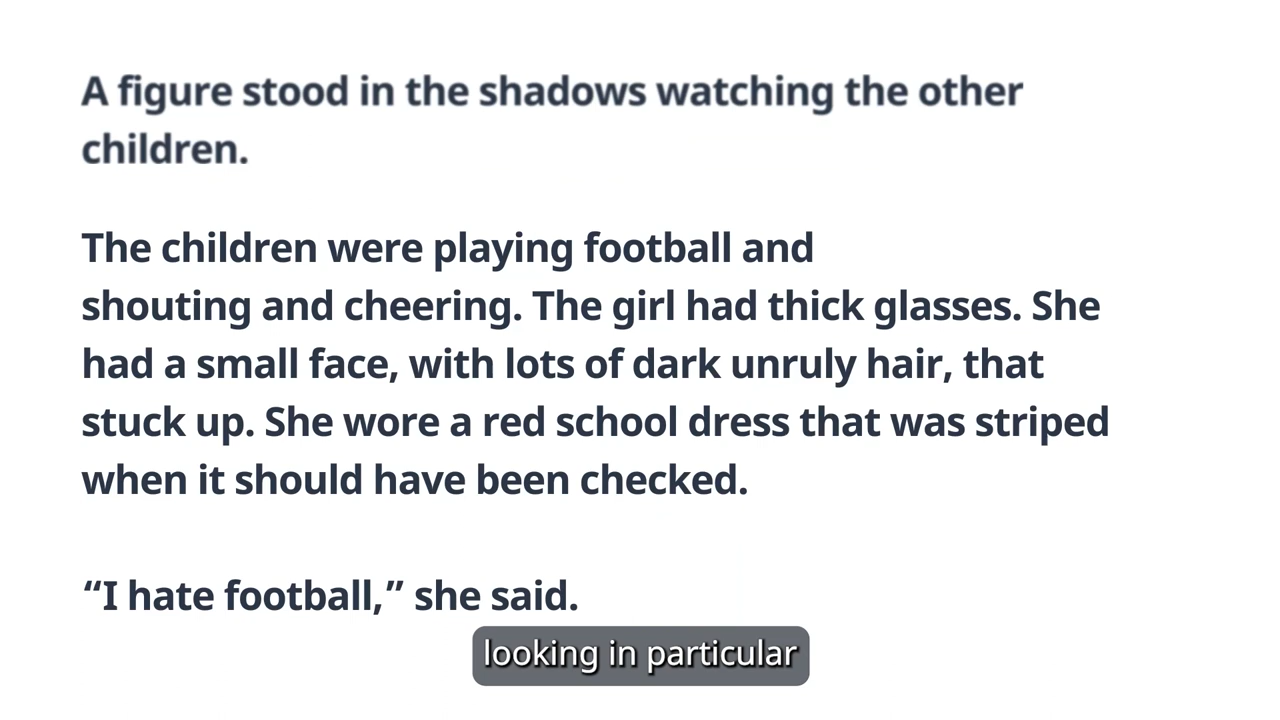 A figure stood in the shadows watching the other
children.
The children were playing football and
shouting and cheering. The girl had thick glasses. She
had a small face, with lots of dark unruly hair, that
stuck up. She wore a red school dress that was striped
when it should have been checked.
“I hate football,” she said.
looking in particular